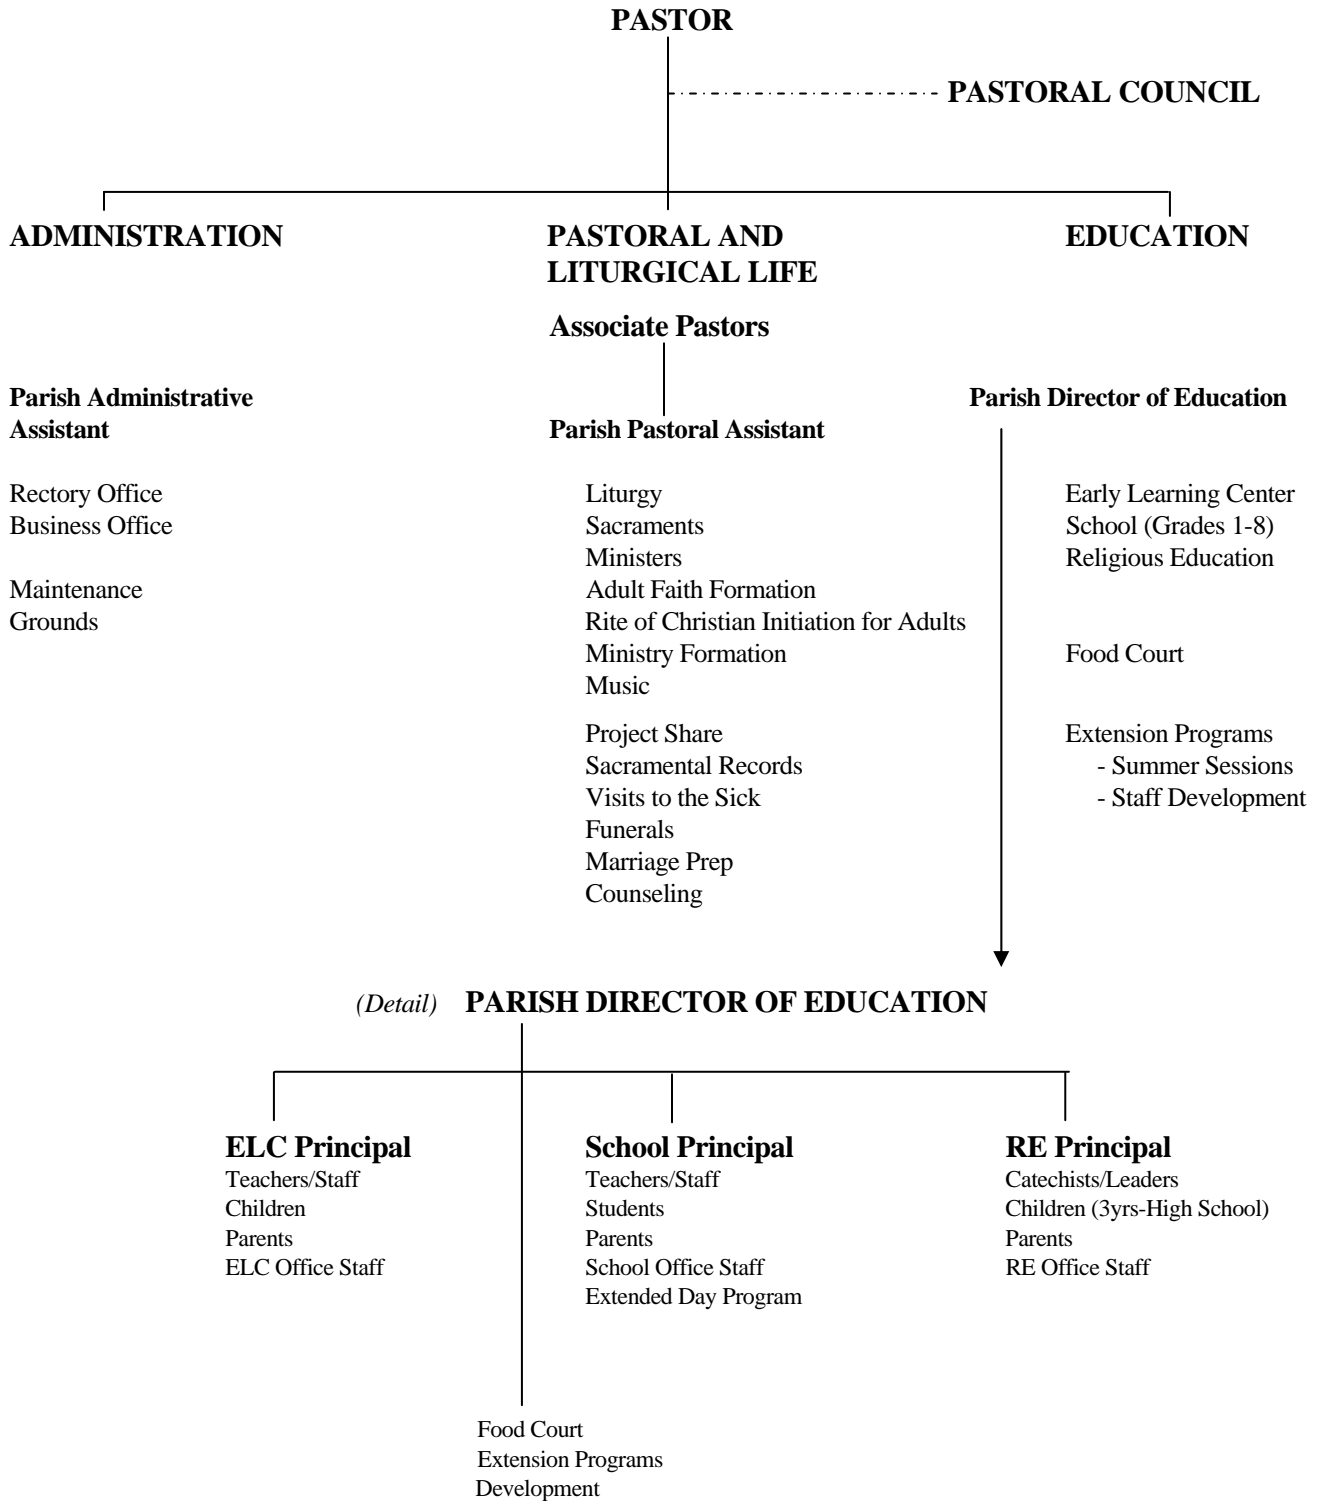 PASTOR
PASTORAL COUNCIL
ADMINISTRATION
PASTORAL AND
LITURGICAL LIFE
EDUCATION
Associate Pastors
Parish Administrative
Assistant
Parish Pastoral Assistant
Parish Director of Education
Rectory Office
Business Office
Maintenance
Grounds
Liturgy
Sacraments
Ministers
Adult Faith Formation
Rite of Christian Initiation for Adults
Ministry Formation
Music
Project Share
Sacramental Records
Visits to the Sick
Funerals
Marriage Prep
Counseling
Early Learning Center
School (Grades 1-8)
Religious Education
Food Court
Extension Programs
- Summer Sessions
- Staff Development
(Detail) PARISH DIRECTOR OF EDUCATION
ELC Principal
Teachers/Staff
Children
Parents
ELC Office Staff
School Principal
Teachers/Staff
Students
Parents
School Office Staff
Extended Day Program
RE Principal
Catechists/Leaders
Children (3yrs-High School)
Parents
RE Office Staff
Food Court
Extension Programs
Development